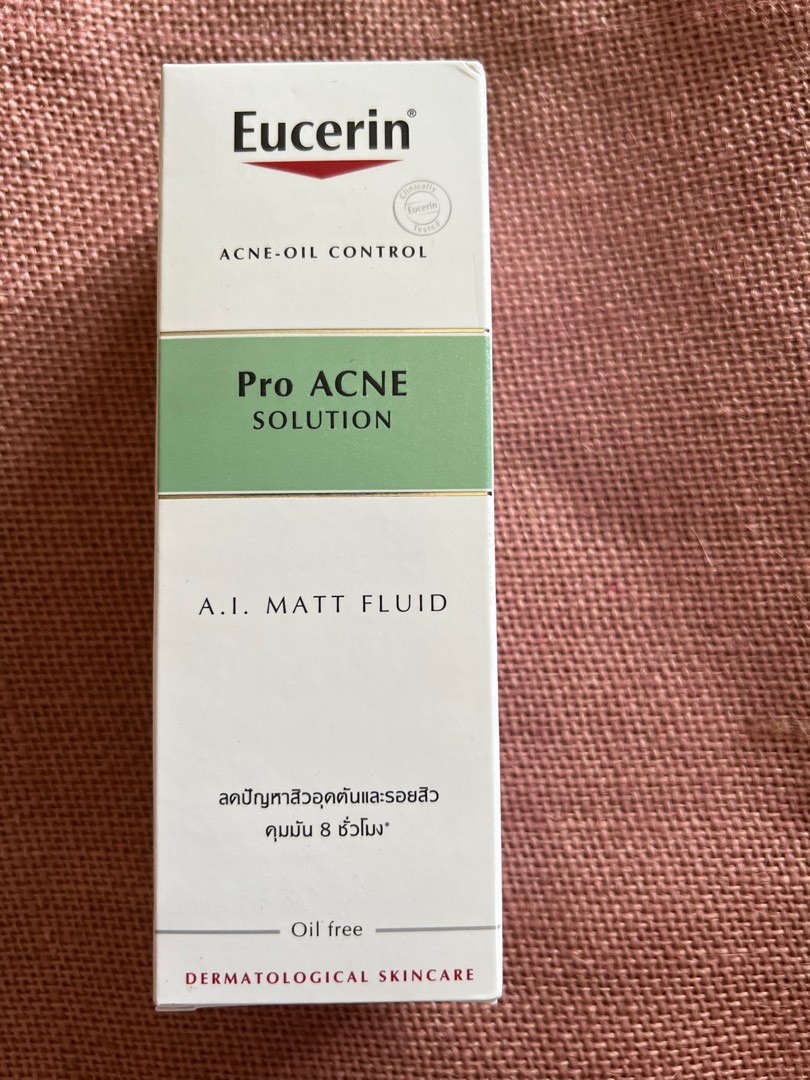 Eucerin®
Clinically
Eucerin
Tested
ACNE-OIL CONTROL
Pro ACNE
SOLUTION
A.I. MATT FLUID
ลดปัญหาสิวอุดตันและรอยสิว
คุมมัน 8 ชั่วโมง*
Oil free
DERMATOLOGICAL SKINCARE